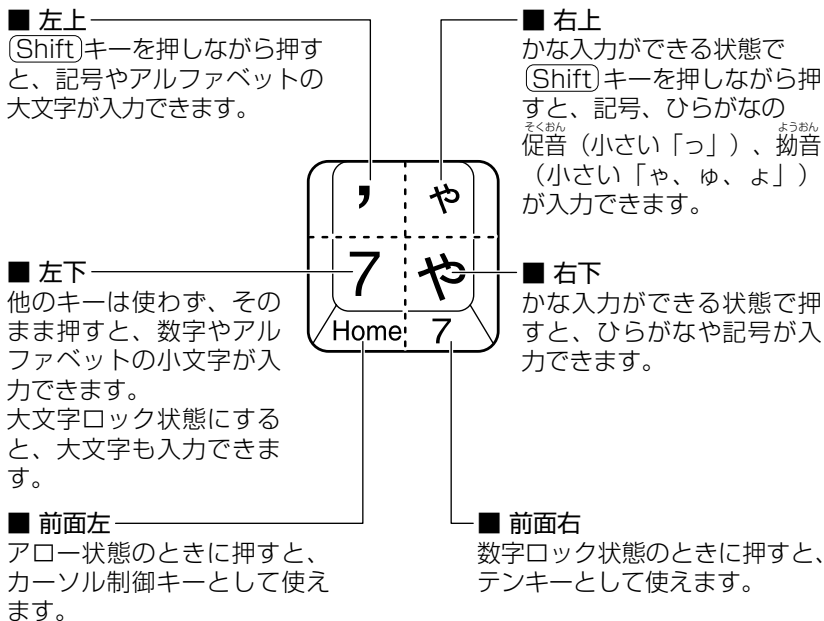 ■ 左上
Shiftキーを押しながら押す
と、記号やアルファベットの
大文字が入力できます。
■ 右上
かな入力ができる状態で
Shiftキーを押しながら押
すと、記号、ひらがなの
そくおん ようおん
促音（小さい「っ」）、拗音
（小さい「ゃ、ゅ、ょ」）
が入力できます。
’ ゃ
7 や
Home 7
■ 左下
他のキーは使わず、その
まま押すと、数字やアル
ファベットの小文字が入
力できます。
大文字ロック状態にする
と、大文字も入力できま
す。
■ 右下
かな入力ができる状態で押
すと、ひらがなや記号が入
力できます。
■ 前面左
アロー状態のときに押すと、
カーソル制御キーとして使え
ます。
■ 前面右
数字ロック状態のときに押すと、
テンキーとして使えます。